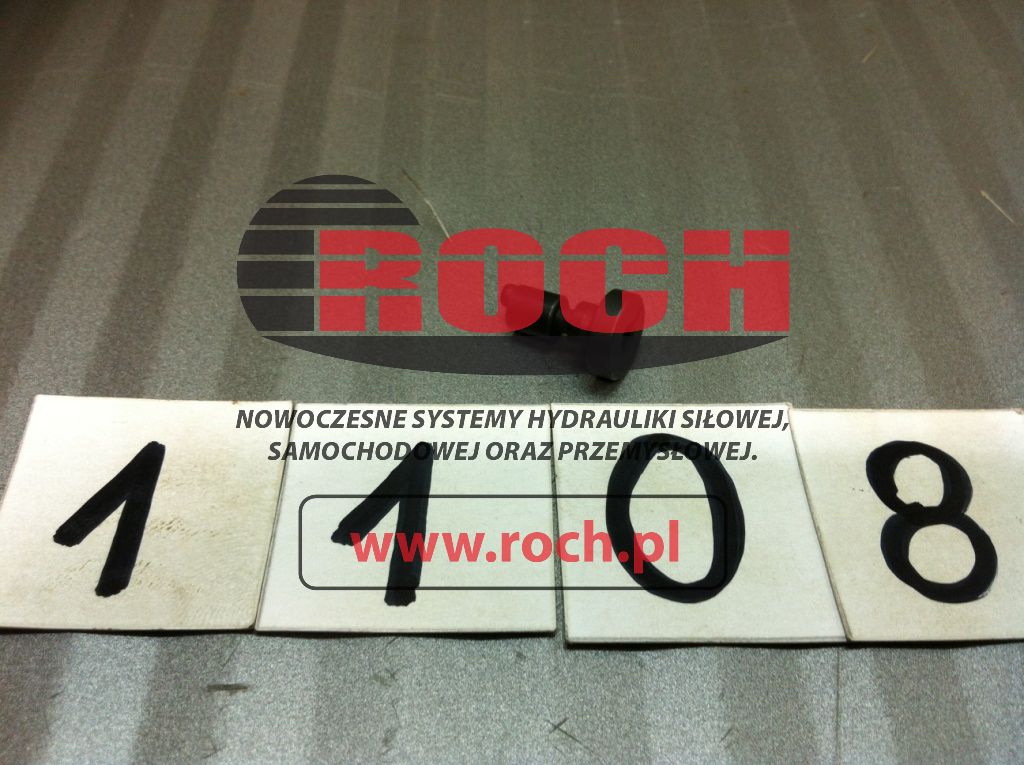 ROCH
NOWOCZESNE SYSTEMY HYDRAULIKI SIŁOWEJ,
SAMOCHODOWEJ ORAZ PRZEMYSŁOWEJ.
1 1 0 8
www.roch.pl